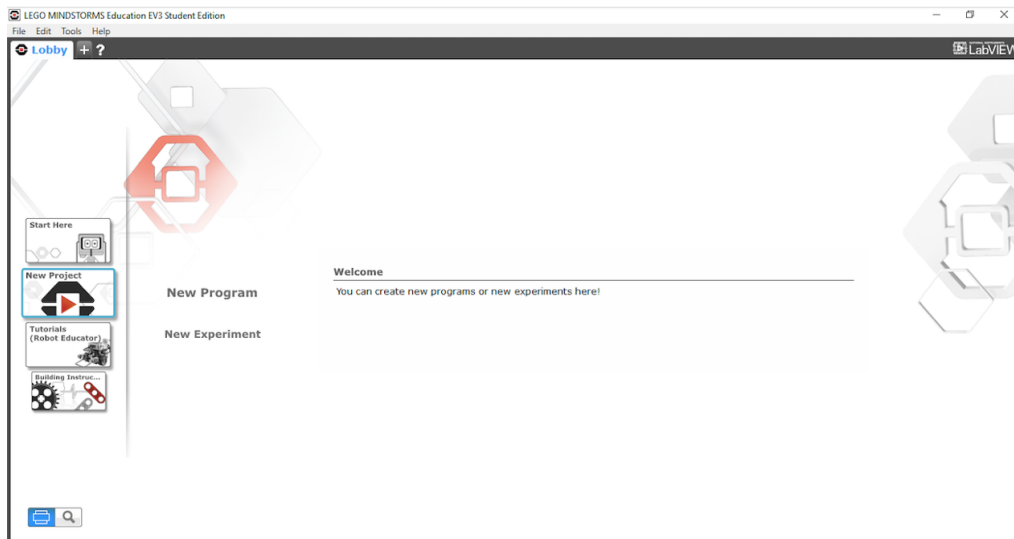 LEGO MINDSTORMS Education EV3 Student Edition
File Edit Tools Help
Lobby + ?
LabVIEW
Start Here
New Project
Tutorials
(Robot Educator)
Building Instruc...
New Program
New Experiment
Welcome
You can create new programs or new experiments here!